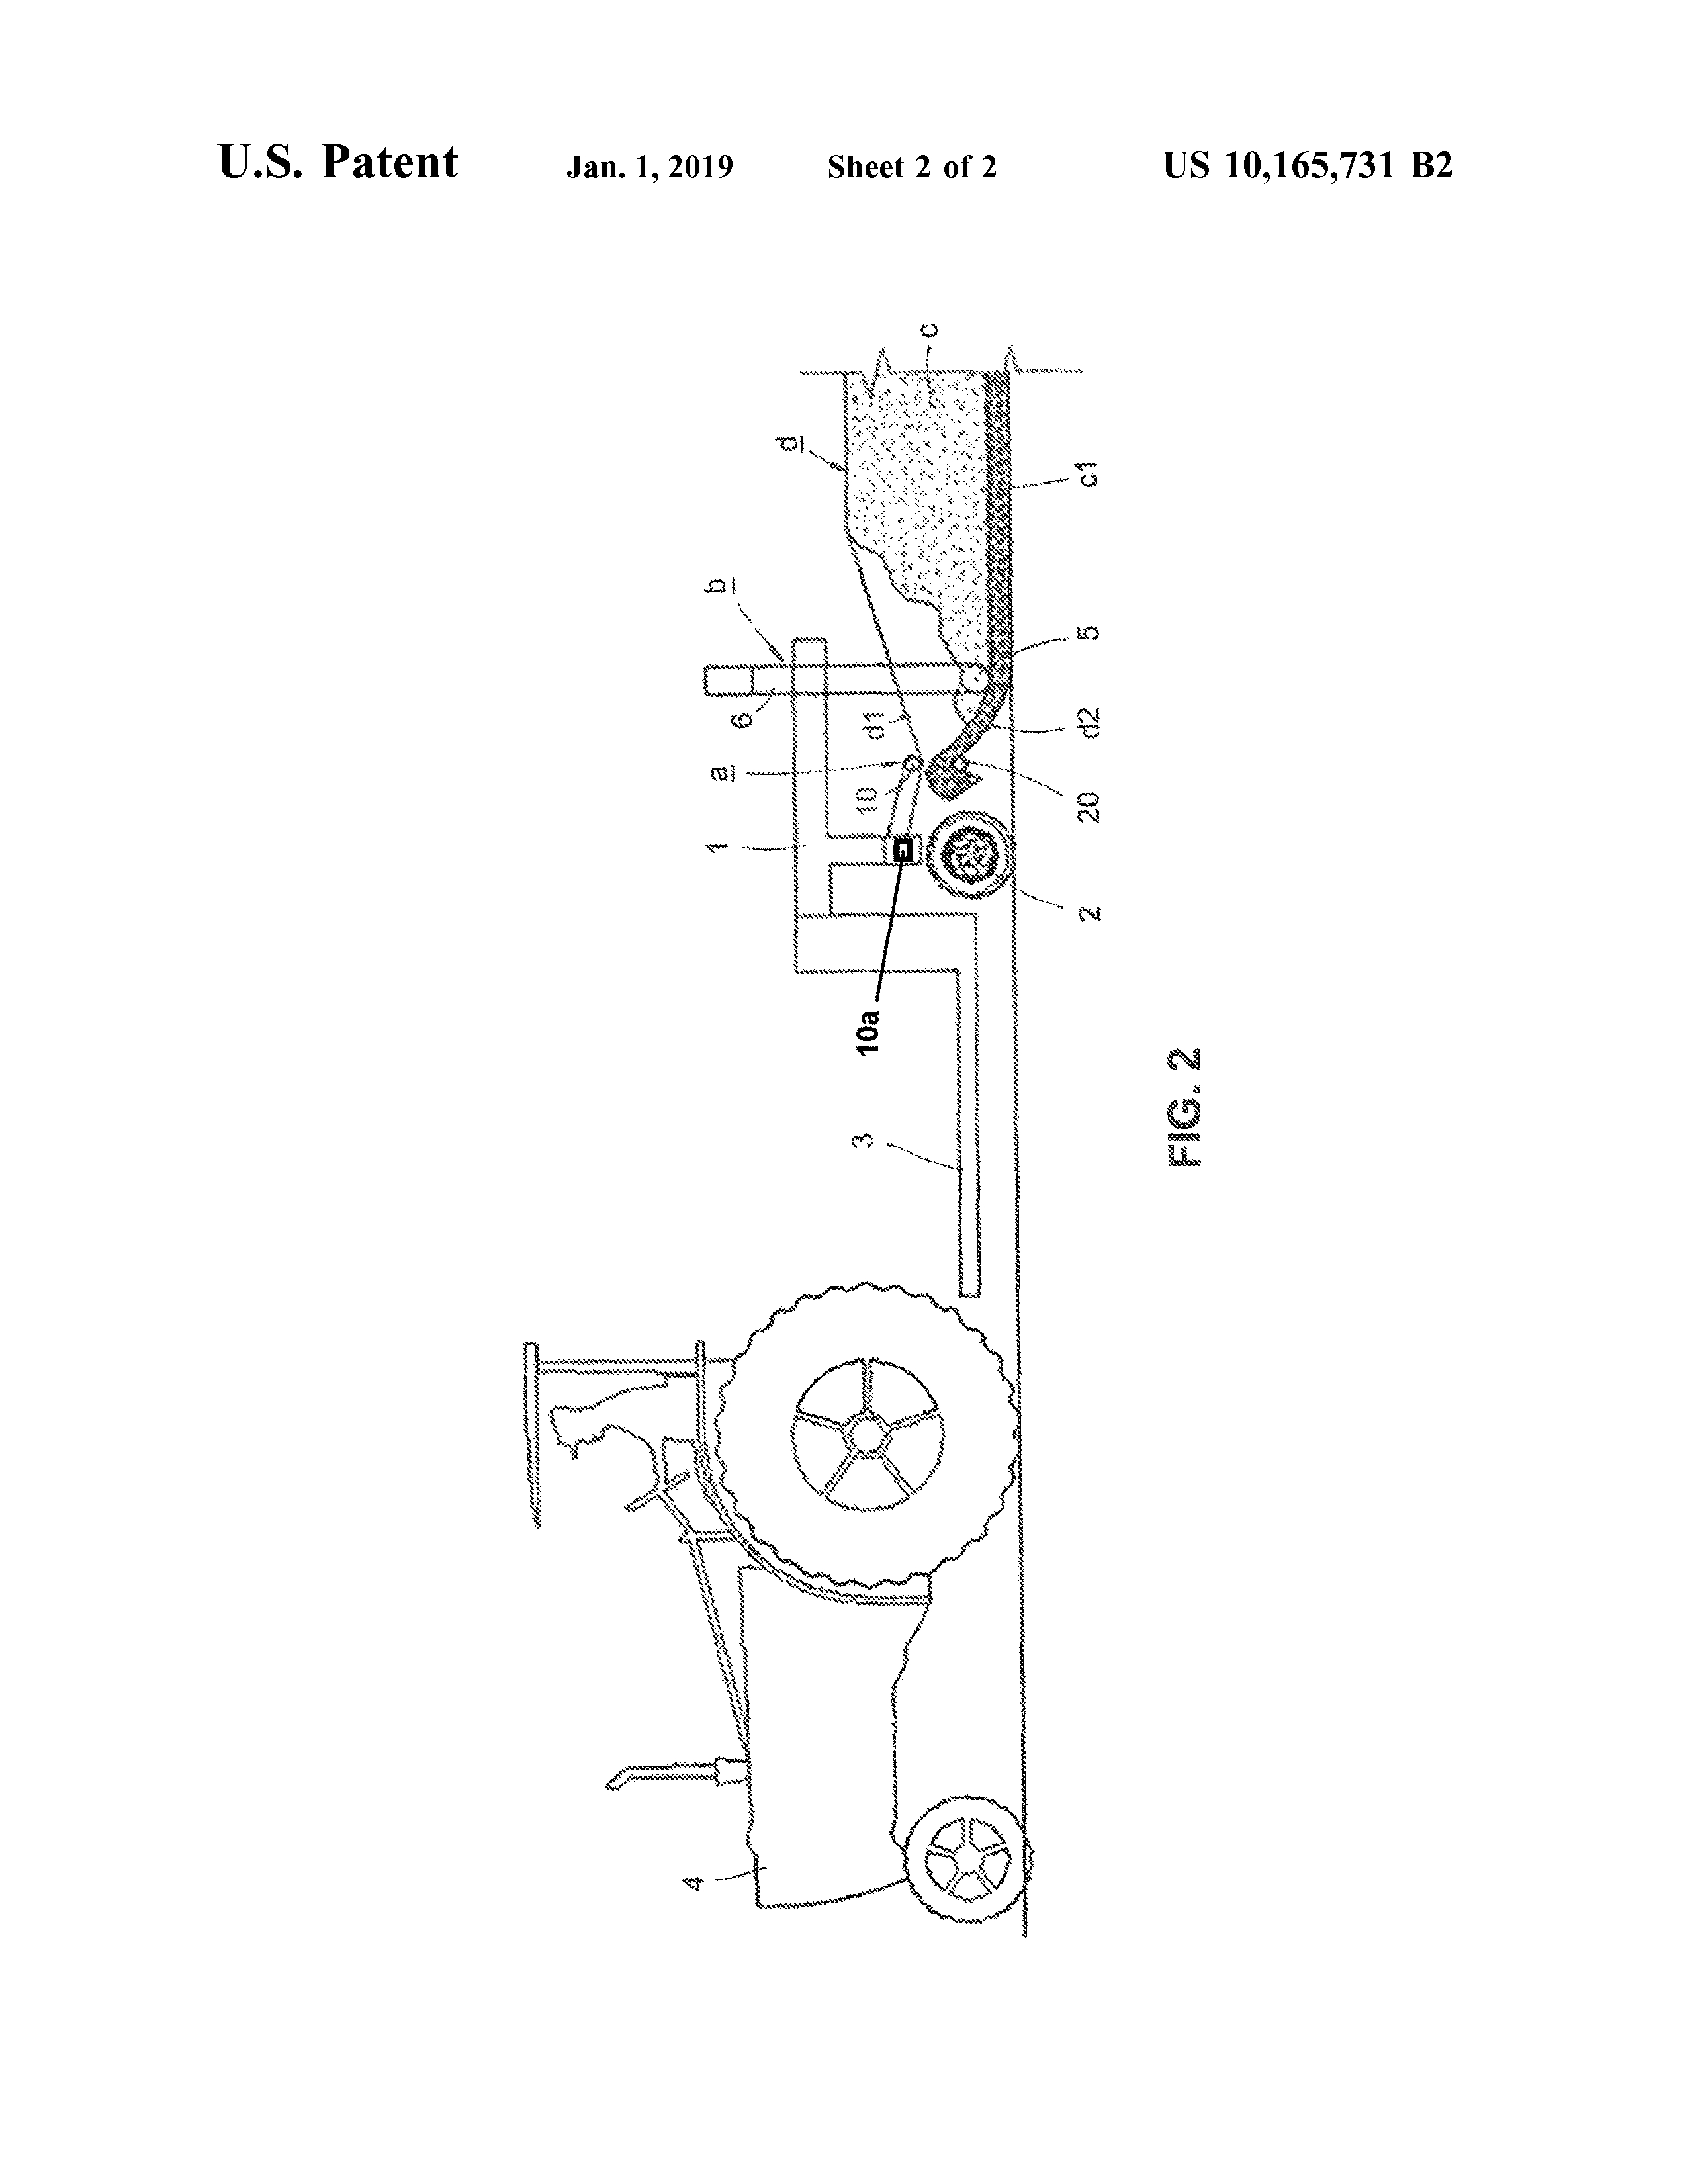 U.S. Patent Jan. 1, 2019 Sheet 2 of 2 US 10,165,731 B2
4
3
10a
1
a
10
6
d1
b
d
c
2
20
d2
5
c1
FIG. 2